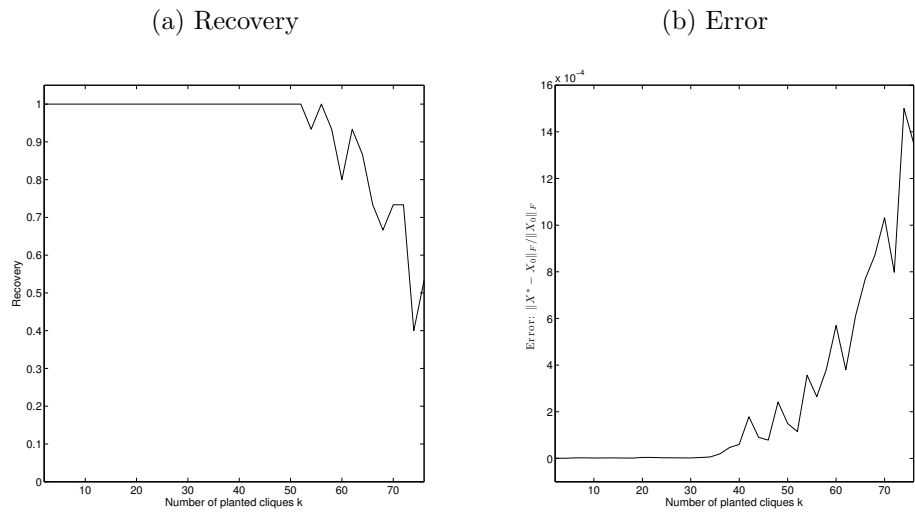 (a) Recovery
1
0.9
0.8
0.7
0.6
0.5
0.4
0.3
0.2
0.1
0
Recovery
10 20 30 40 50 60 70
Number of planted cliques k
(b) Error
16 x 10⁻⁴
14
12
10
8
6
4
2
0
Error: ‖X* − X₀‖F/‖X₀‖F
10 20 30 40 50 60 70
Number of planted cliques k